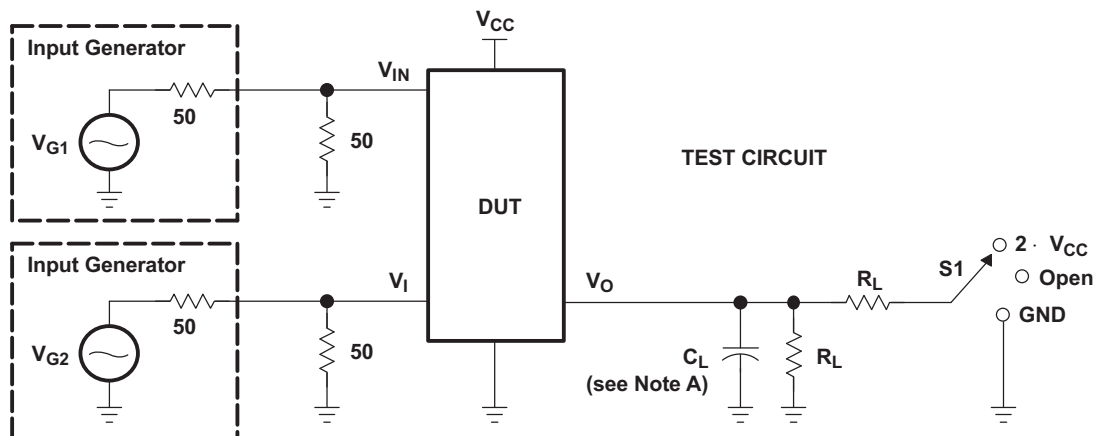 V_CC
Input Generator
V_IN
50
V_G1
50
TEST CIRCUIT
DUT
Input Generator
V_I
50
V_G2
50
V_O
C_L
(see Note A)
R_L
R_L
S1
2 · V_CC
Open
GND